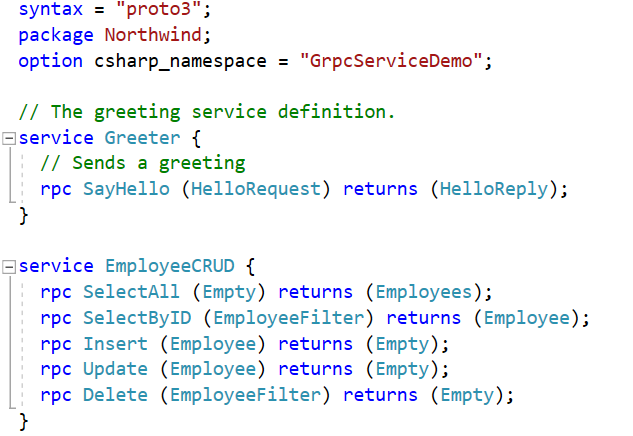 syntax = "proto3";
package Northwind;
option csharp_namespace = "GrpcServiceDemo";
// The greeting service definition.
service Greeter {
// Sends a greeting
rpc SayHello (HelloRequest) returns (HelloReply);
}
service EmployeeCRUD {
rpc SelectAll (Empty) returns (Employees);
rpc SelectByID (EmployeeFilter) returns (Employee);
rpc Insert (Employee) returns (Empty);
rpc Update (Employee) returns (Empty);
rpc Delete (EmployeeFilter) returns (Empty);
}